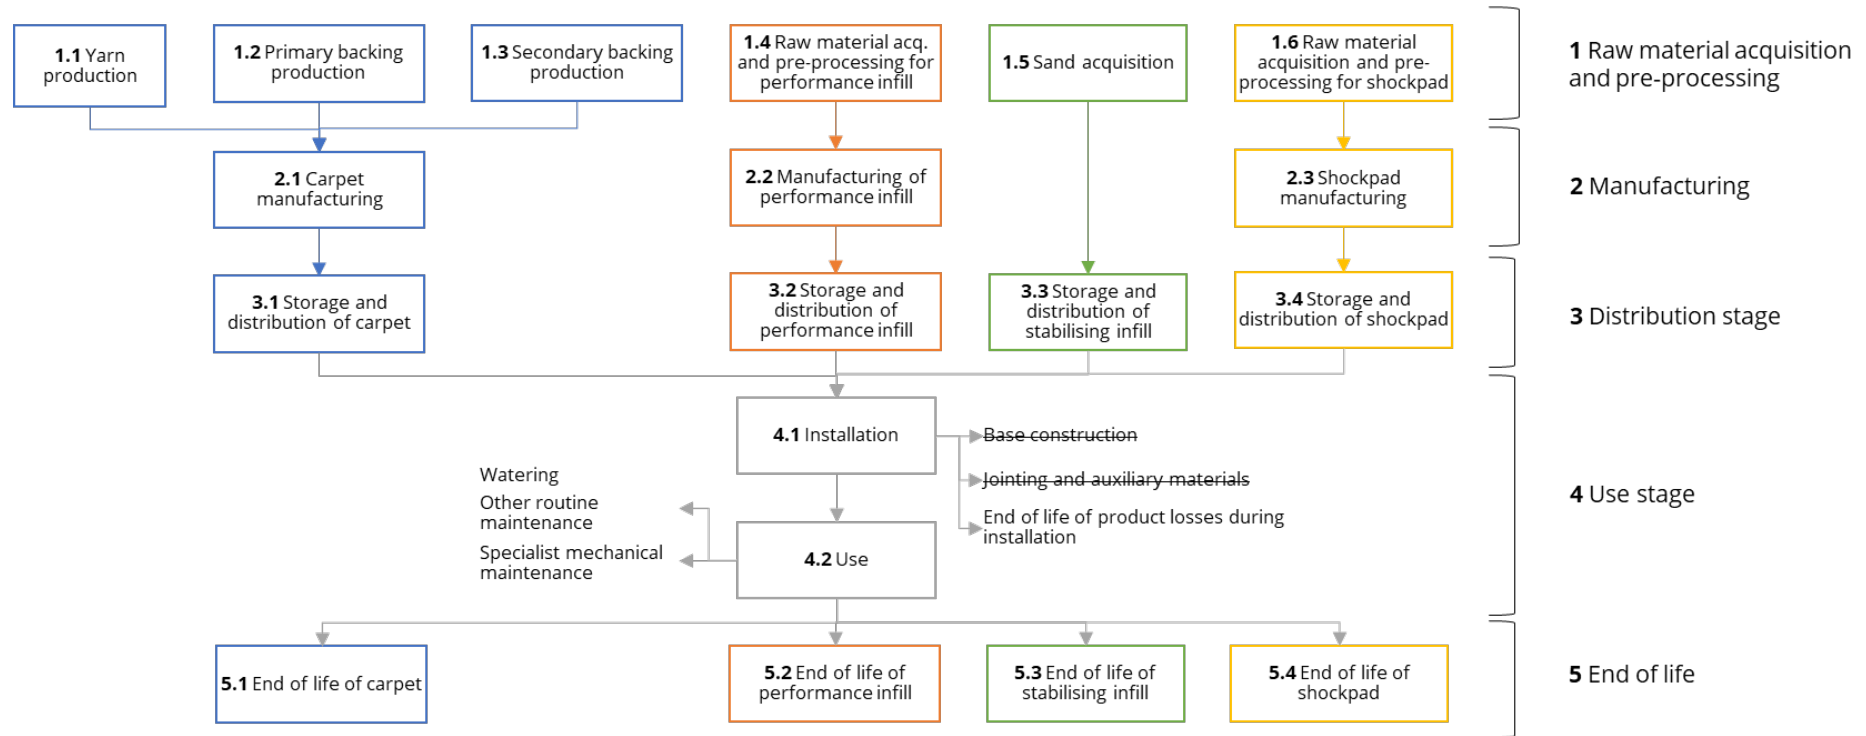 1.1 Yarn
production
1.2 Primary backing
production
1.3 Secondary backing
production
1.4 Raw material acq.
and pre-processing for
performance infill
1.5 Sand acquisition
1.6 Raw material
acquisition and pre-
processing for shockpad
1 Raw material acquisition
and pre-processing
2.1 Carpet
manufacturing
2.2 Manufacturing of
performance infill
2.3 Shockpad
manufacturing
2 Manufacturing
3.1 Storage and
distribution of carpet
3.2 Storage and
distribution of
performance infill
3.3 Storage and
distribution of
stabilising infill
3.4 Storage and
distribution of shockpad
3 Distribution stage
4.1 Installation
Base construction
Jointing and auxiliary materials
End of life of product losses during
installation
Watering
Other routine
maintenance
Specialist mechanical
maintenance
4.2 Use
4 Use stage
5.1 End of life of carpet
5.2 End of life of
performance infill
5.3 End of life of
stabilising infill
5.4 End of life of
shockpad
5 End of life